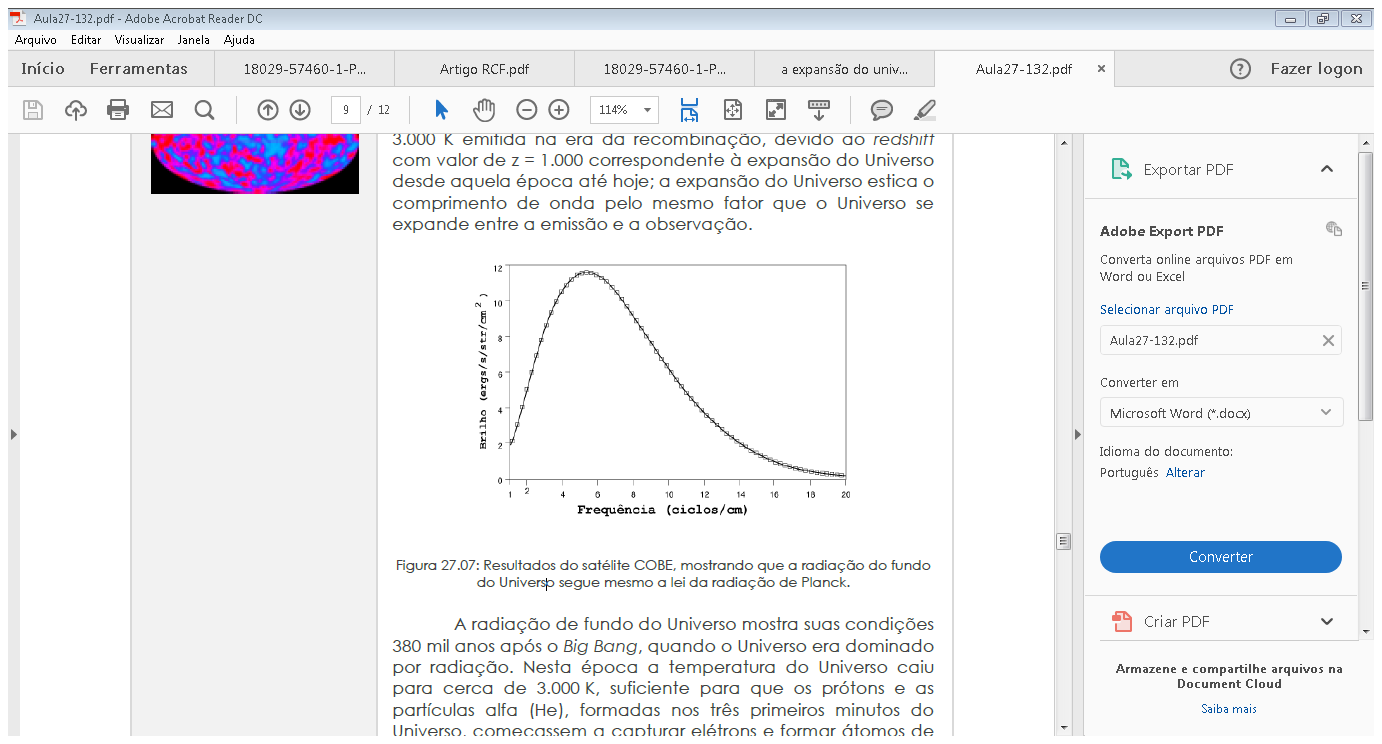 Aula27-132.pdf - Adobe Acrobat Reader DC
Arquivo Editar Visualizar Janela Ajuda
Início Ferramentas 18029-57460-1-P... Artigo RCF.pdf 18029-57460-1-P... a expansão do univ... Aula27-132.pdf × Fazer logon
9 / 12 114%
3.000 K emitida na era da recombinação, devido ao redshift
com valor de z = 1.000 correspondente à expansão do Universo
desde aquela época até hoje; a expansão do Universo estica o
comprimento de onda pelo mesmo fator que o Universo se
expande entre a emissão e a observação.
12
10
8
6
4
2
0
Brilho (ergs/s/str/cm²)
1 2 4 6 8 10 12 14 16 18 20
Frequência (ciclos/cm)
Figura 27.07: Resultados do satélite COBE, mostrando que a radiação do fundo
do Universo segue mesmo a lei da radiação de Planck.
A radiação de fundo do Universo mostra suas condições
380 mil anos após o Big Bang, quando o Universo era dominado
por radiação. Nesta época a temperatura do Universo caiu
para cerca de 3.000 K, suficiente para que os prótons e as
partículas alfa (He), formadas nos três primeiros minutos do
Universo, começassem a capturar elétrons e formar átomos de
Exportar PDF
Adobe Export PDF
Converta online arquivos PDF em
Word ou Excel
Selecionar arquivo PDF
Aula27-132.pdf
Converter em
Microsoft Word (*.docx)
Idioma do documento:
Português Alterar
Converter
Criar PDF
Armazene e compartilhe arquivos na
Document Cloud
Saiba mais